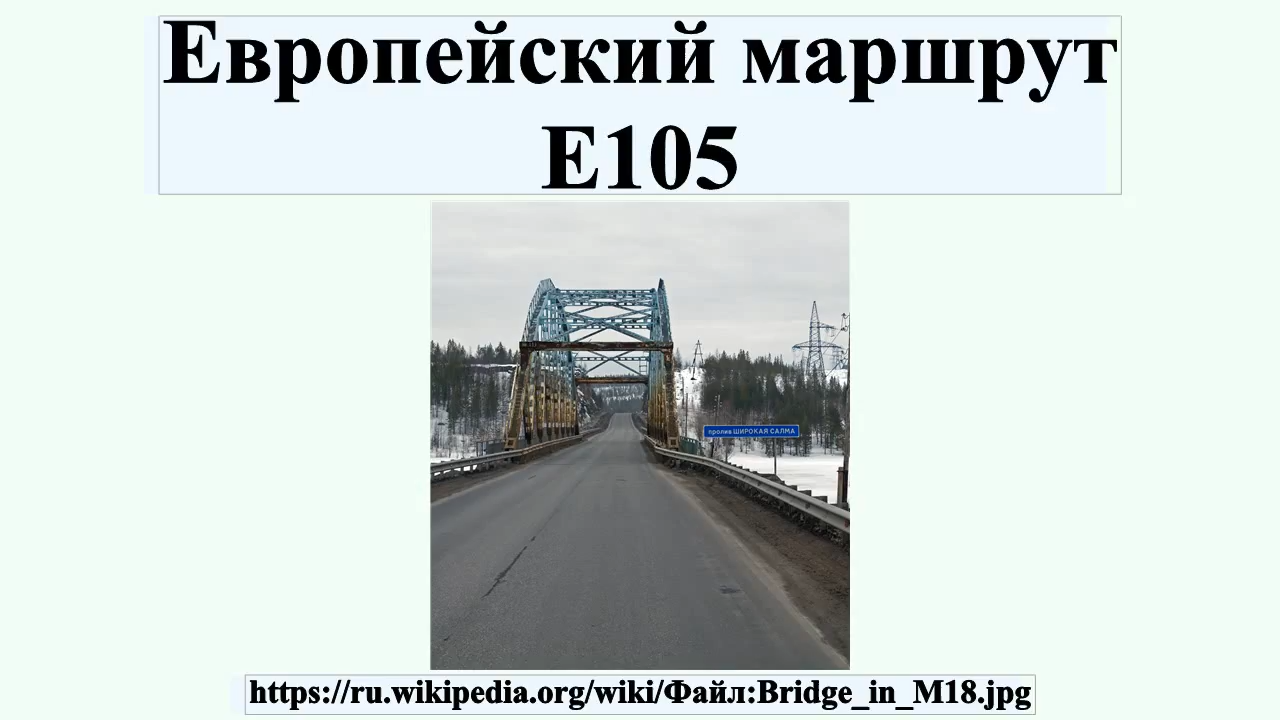 Европейский маршрут
E105
пролив ШИРОКАЯ САЛМА
https://ru.wikipedia.org/wiki/Файл:Bridge_in_M18.jpg